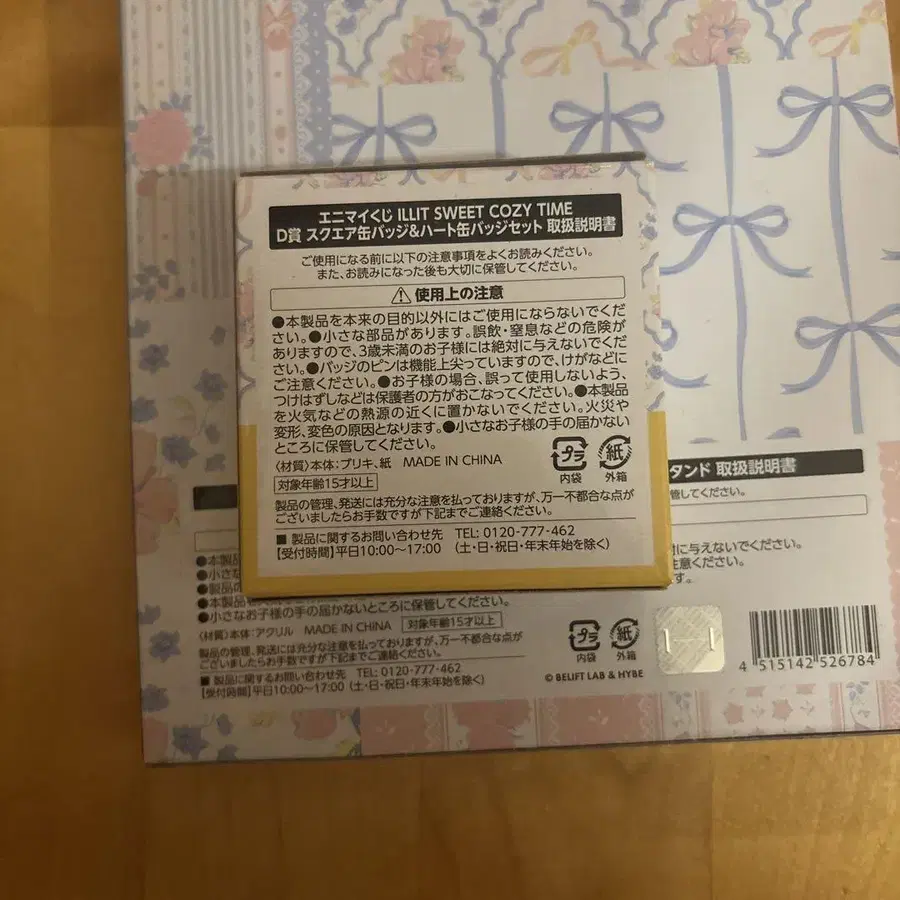 エニマイくじ ILLIT SWEET COZY TIME
D賞 スクエア缶バッジ&ハート缶バッジセット 取扱説明書
ご使用になる前に以下の注意事項をよくお読みください。
また、お読みになった後も大切に保管してください。
⚠使用上の注意
●本製品を本来の目的以外にはご使用にならないでくだ
さい。●小さな部品があります。誤飲・窒息などの危険が
ありますので、3歳未満のお子様には絶対に与えないでくだ
さい。●バッジのピンは機能上尖っていますので、けがなどに
ご注意ください。●お子様の場合、誤って使用しないよう、
つけはずしなどは保護者の方がおこなってください。●本製品
を火気などの熱源の近くに置かないでください。火災や
変形、変色の原因となります。●小さなお子様の手の届かない
ところに保管してください。
〈材質〉本体:ブリキ、紙 MADE IN CHINA
対象年齢15才以上
プラ 紙
内袋 外箱
製品の管理、発送には充分な注意を払っておりますが、万一不都合な点が
ございましたらお手数ですが下記までご連絡ください。
■ 製品に関するお問い合わせ先 TEL: 0120-777-462
【受付時間】平日10:00〜17:00 (土・日・祝日・年末年始を除く)
タンド 取扱説明書
管してください。
に与えないでください。
注意ください。
す。
●本製品
●小さ
●製品の
●本製品を
●小さなお子様の手の届かないところに保管してください。
〈材質〉本体:アクリル MADE IN CHINA 対象年齢15才以上
製品の管理、発送には充分な注意を払っておりますが、万一不都合な点が
ございましたらお手数ですが下記までご連絡ください。
■ 製品に関するお問い合わせ先 TEL: 0120-777-462
【受付時間】平日10:00〜17:00 (土・日・祝日・年末年始を除く)
プラ 紙
内袋 外箱
© BELIFT LAB & HYBE
4 515142 526784